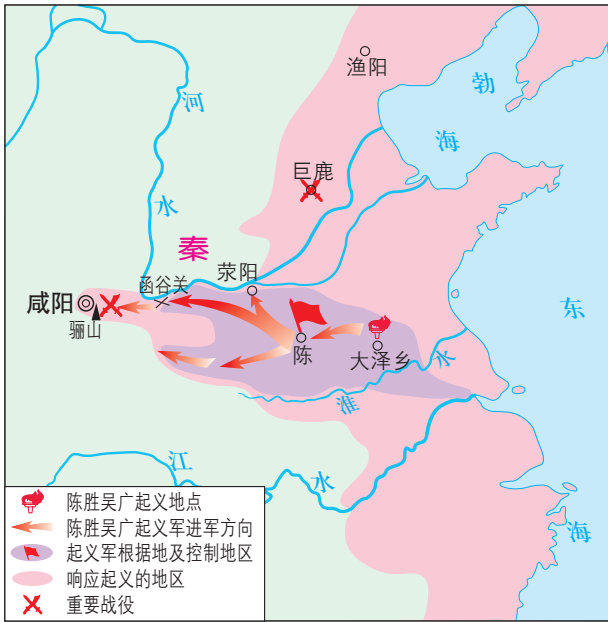 渔阳
勃
海
河
水
巨鹿
秦
荥阳
函谷关
咸阳
骊山
陈
大泽乡
东
海
淮
水
江
水
陈胜吴广起义地点
陈胜吴广起义军进军方向
起义军根据地及控制地区
响应起义的地区
重要战役